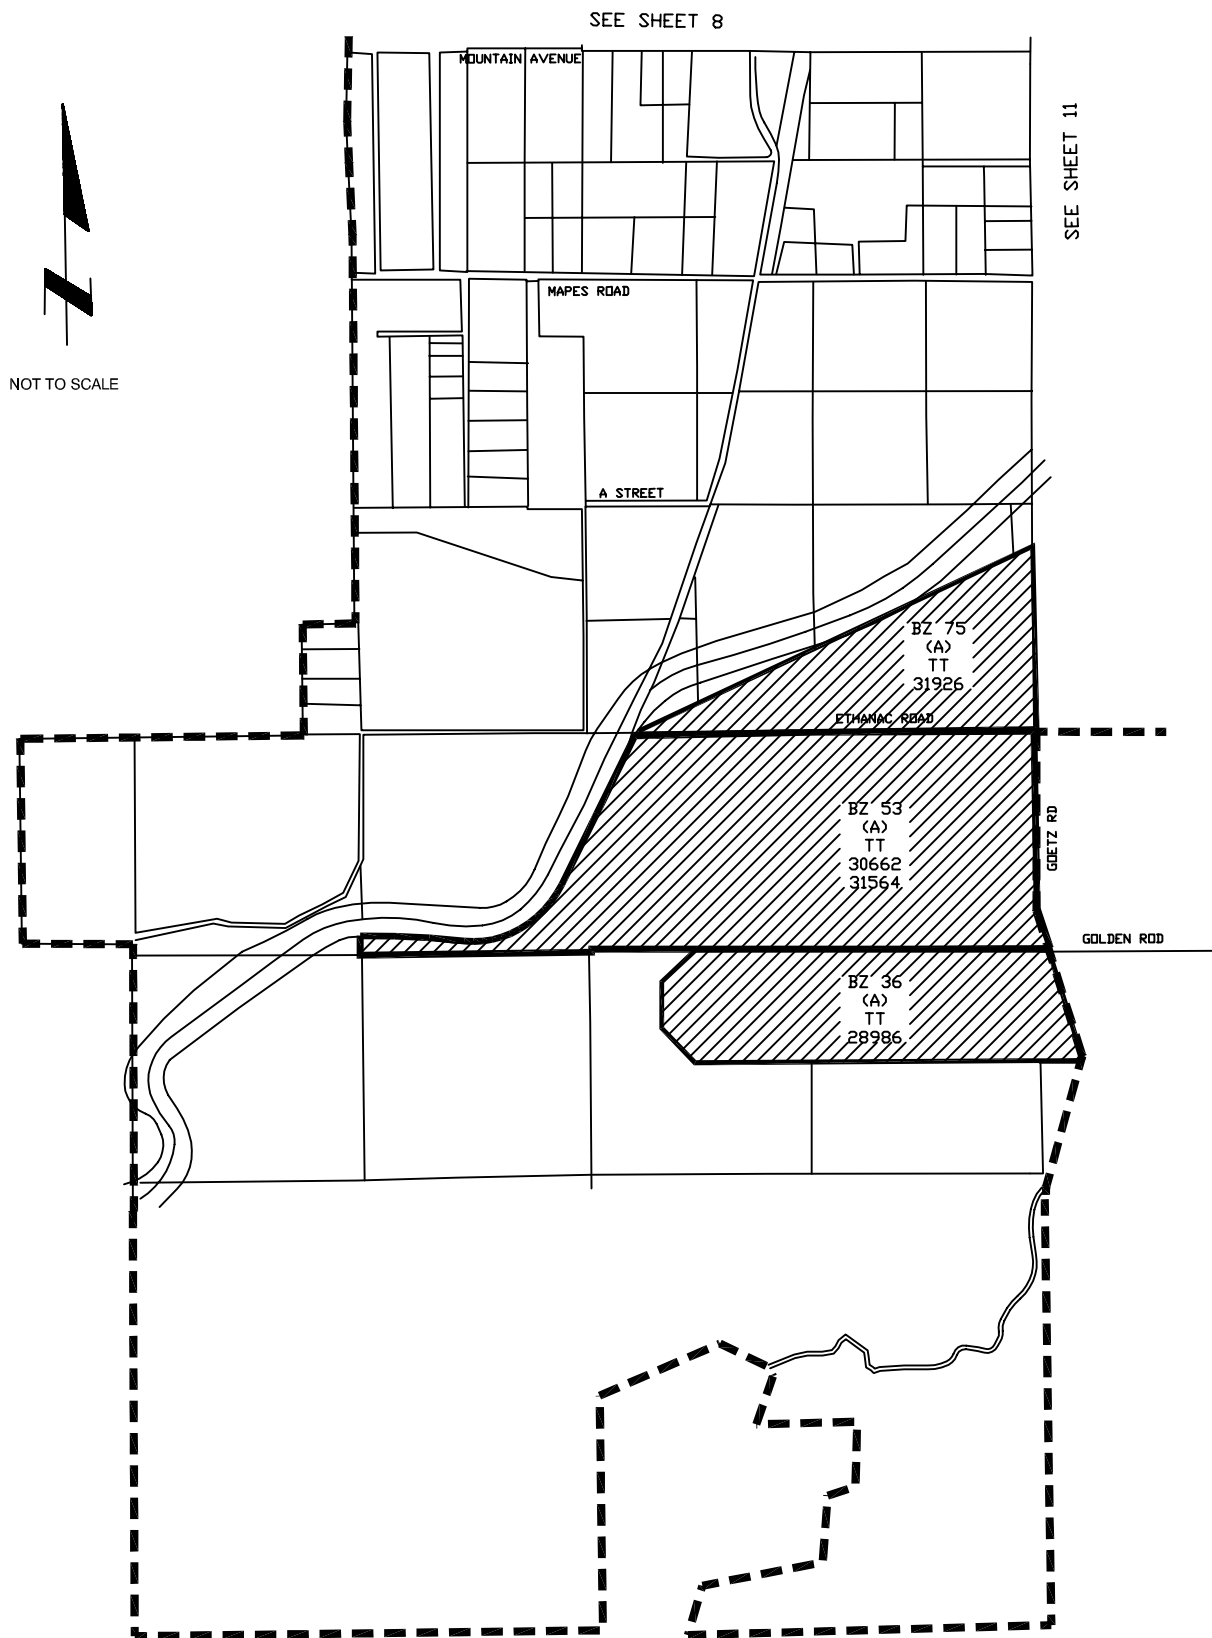 SEE SHEET 8
MOUNTAIN AVENUE
SEE SHEET 11
MAPES ROAD
NOT TO SCALE
A STREET
BZ 75
(A)
TT
31926
ETHANAC ROAD
BZ 53
(A)
TT
30662
31564
GOETZ RD
GOLDEN ROD
BZ 36
(A)
TT
28986